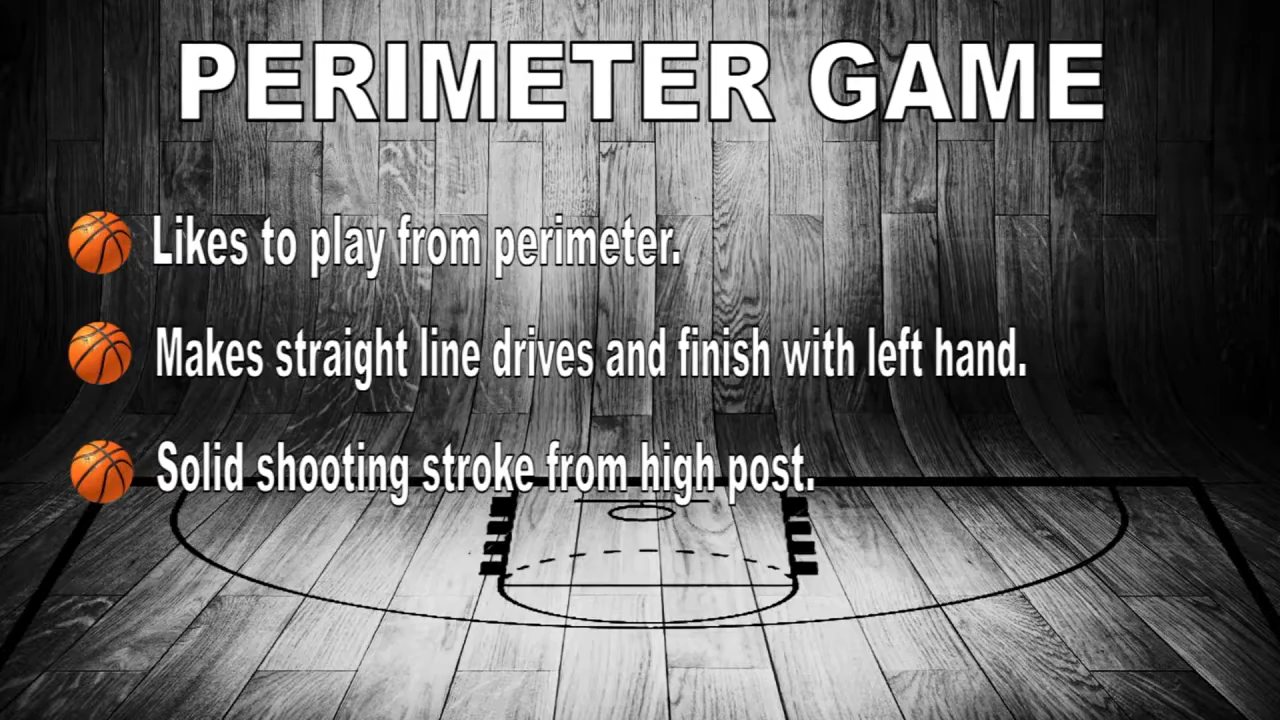 PERIMETER GAME
Likes to play from perimeter.
Makes straight line drives and finish with left hand.
Solid shooting stroke from high post.